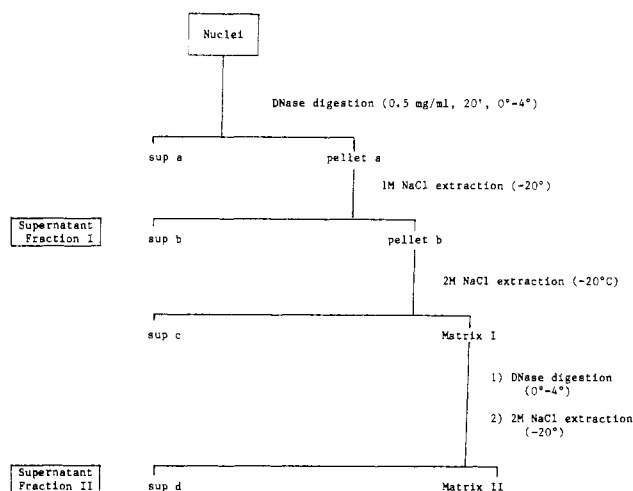 Nuclei
DNase digestion (0.5 mg/ml, 20', 0°-4°)
sup a
pellet a
1M NaCl extraction (-20°)
Supernatant
Fraction I
sup b
pellet b
2M NaCl extraction (-20°C)
sup c
Matrix I
1) DNase digestion
(0°-4°)
2) 2M NaCl extraction
(-20°)
Supernatant
Fraction II
sup d
Matrix II